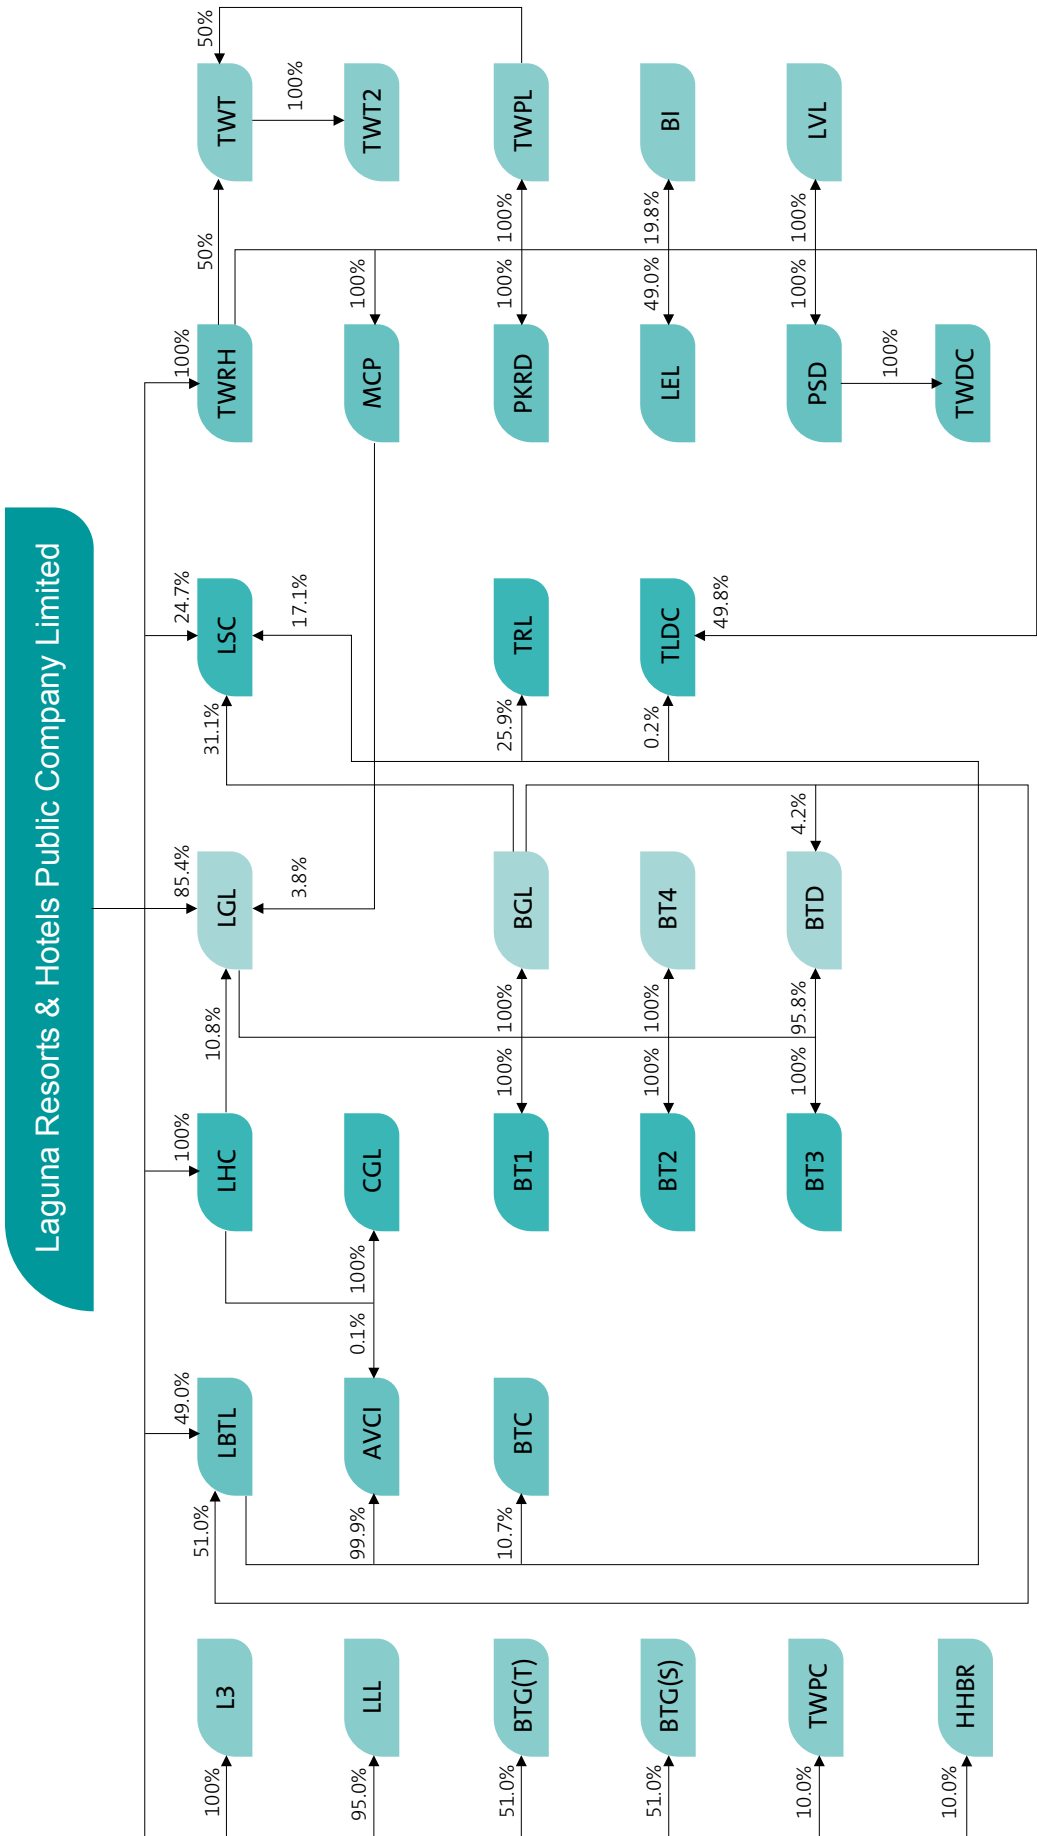 Laguna Resorts & Hotels Public Company Limited
100%
L3
95.0%
LLL
51.0%
BTG(T)
51.0%
BTG(S)
10.0%
TWPC
10.0%
HHBR
49.0%
51.0%
LBTL
99.9%
AVCI
0.1%
10.7%
BTC
100%
LHC
10.8%
100%
CGL
100%
BT1
100%
BT2
100%
BT3
85.4%
LGL
3.8%
100%
BGL
100%
BT4
95.8%
BTD
4.2%
24.7%
31.1%
LSC
17.1%
25.9%
TRL
0.2%
TLDC
49.8%
100%
TWRH
50%
100%
MCP
100%
PKRD
49.0%
LEL
100%
PSD
100%
TWDC
50%
TWT
100%
TWT2
100%
TWPL
19.8%
BI
100%
LVL